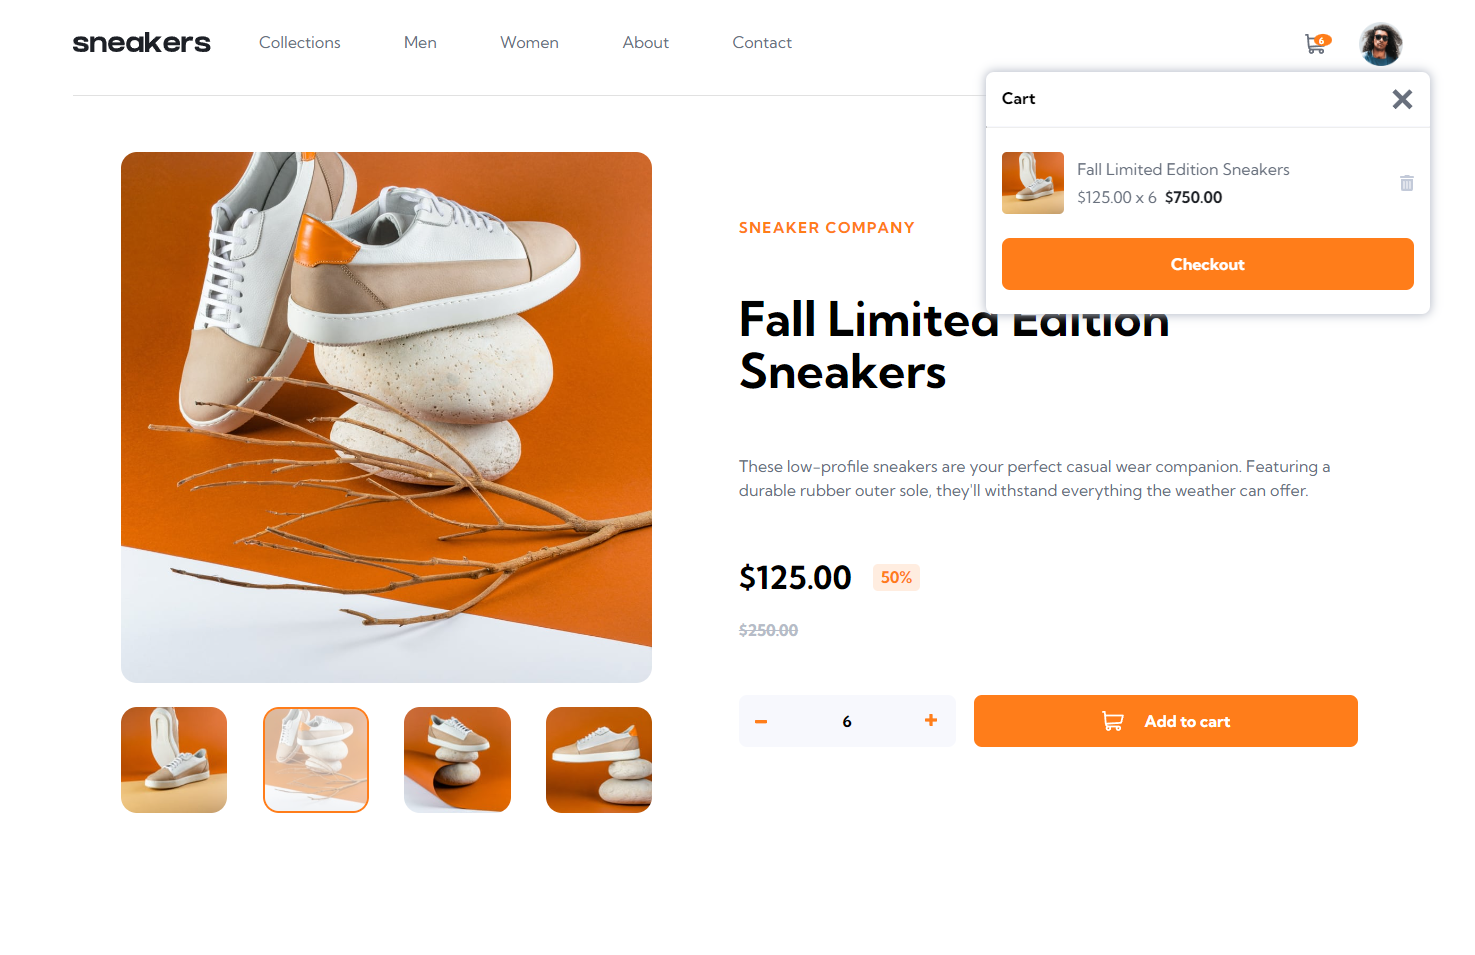 sneakers
Collections
Men
Women
About
Contact
6
Cart
Fall Limited Edition Sneakers
$125.00 x 6 $750.00
Checkout
SNEAKER COMPANY
Fall Limited Edition
Sneakers
These low-profile sneakers are your perfect casual wear companion. Featuring a
durable rubber outer sole, they'll withstand everything the weather can offer.
$125.00
50%
$250.00
6
Add to cart